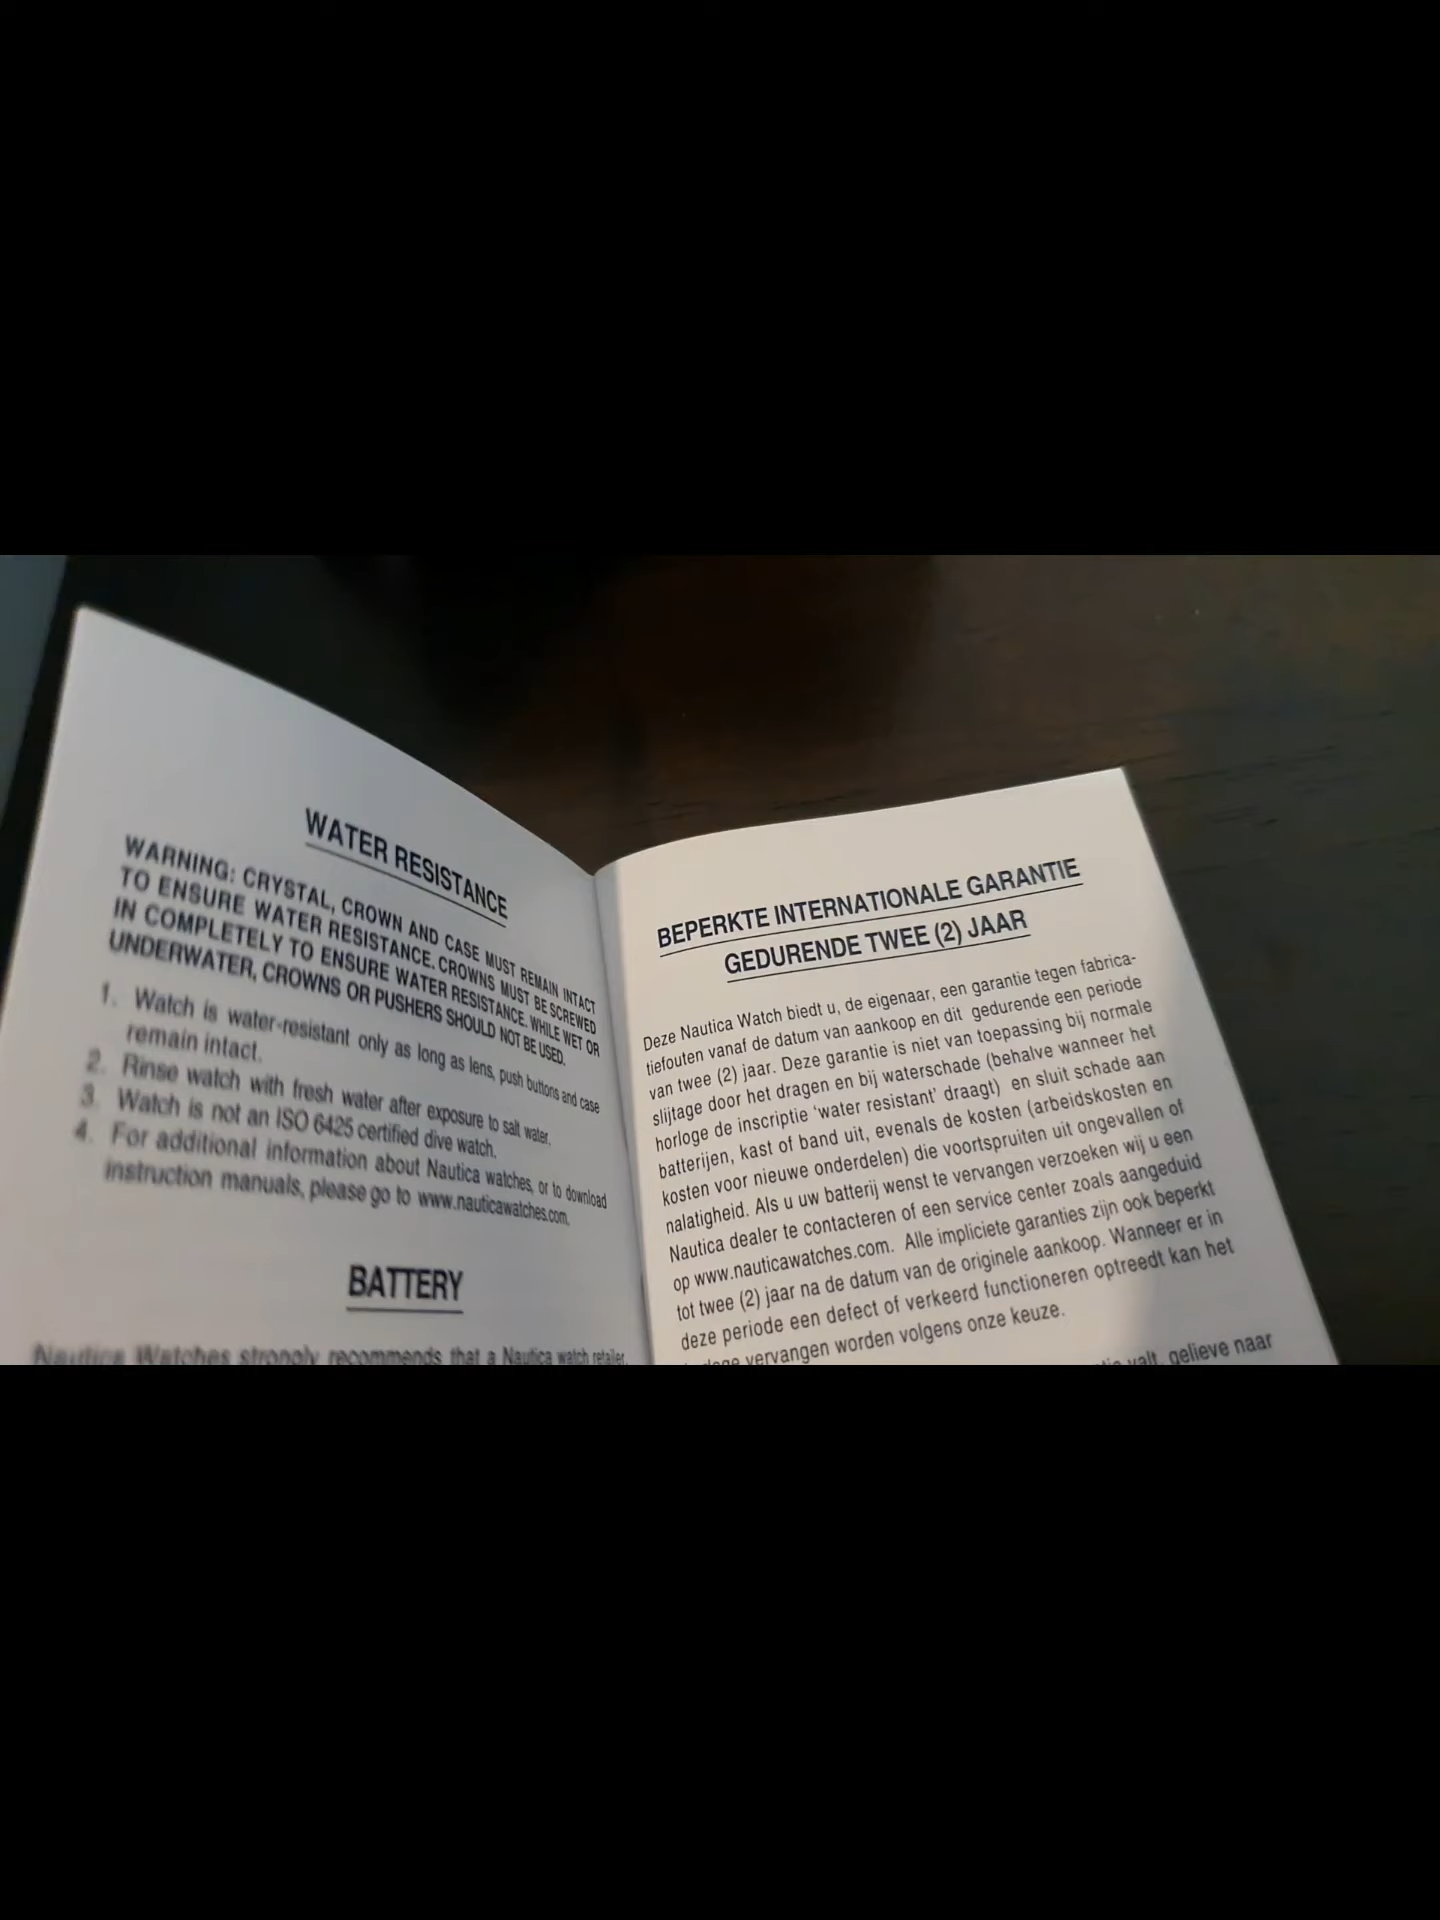 WATER RESISTANCE
WARNING: CRYSTAL, CROWN AND CASE MUST REMAIN INTACT
TO ENSURE WATER RESISTANCE. CROWNS MUST BE SCREWED
IN COMPLETELY TO ENSURE WATER RESISTANCE. WHILE WET OR
UNDERWATER, CROWNS OR PUSHERS SHOULD NOT BE USED.
1. Watch is water-resistant only as long as lens, push buttons and case
remain intact.
2. Rinse watch with fresh water after exposure to salt water.
3. Watch is not an ISO 6425 certified dive watch.
4. For additional information about Nautica watches, or to download
instruction manuals, please go to www.nauticawatches.com.
BATTERY
Nautica Watches strongly recommends that a Nautica watch retailer,
BEPERKTE INTERNATIONALE GARANTIE
GEDURENDE TWEE (2) JAAR
Deze Nautica Watch biedt u, de eigenaar, een garantie tegen fabrica-
tiefouten vanaf de datum van aankoop en dit gedurende een periode
van twee (2) jaar. Deze garantie is niet van toepassing bij normale
slijtage door het dragen en bij waterschade (behalve wanneer het
horloge de inscriptie ‘water resistant’ draagt) en sluit schade aan
batterijen, kast of band uit, evenals de kosten (arbeidskosten en
kosten voor nieuwe onderdelen) die voortspruiten uit ongevallen of
nalatigheid. Als u uw batterij wenst te vervangen verzoeken wij u een
Nautica dealer te contacteren of een service center zoals aangeduid
op www.nauticawatches.com. Alle impliciete garanties zijn ook beperkt
tot twee (2) jaar na de datum van de originele aankoop. Wanneer er in
deze periode een defect of verkeerd functioneren optreedt kan het
vervangen worden volgens onze keuze.
valt, gelieve naar